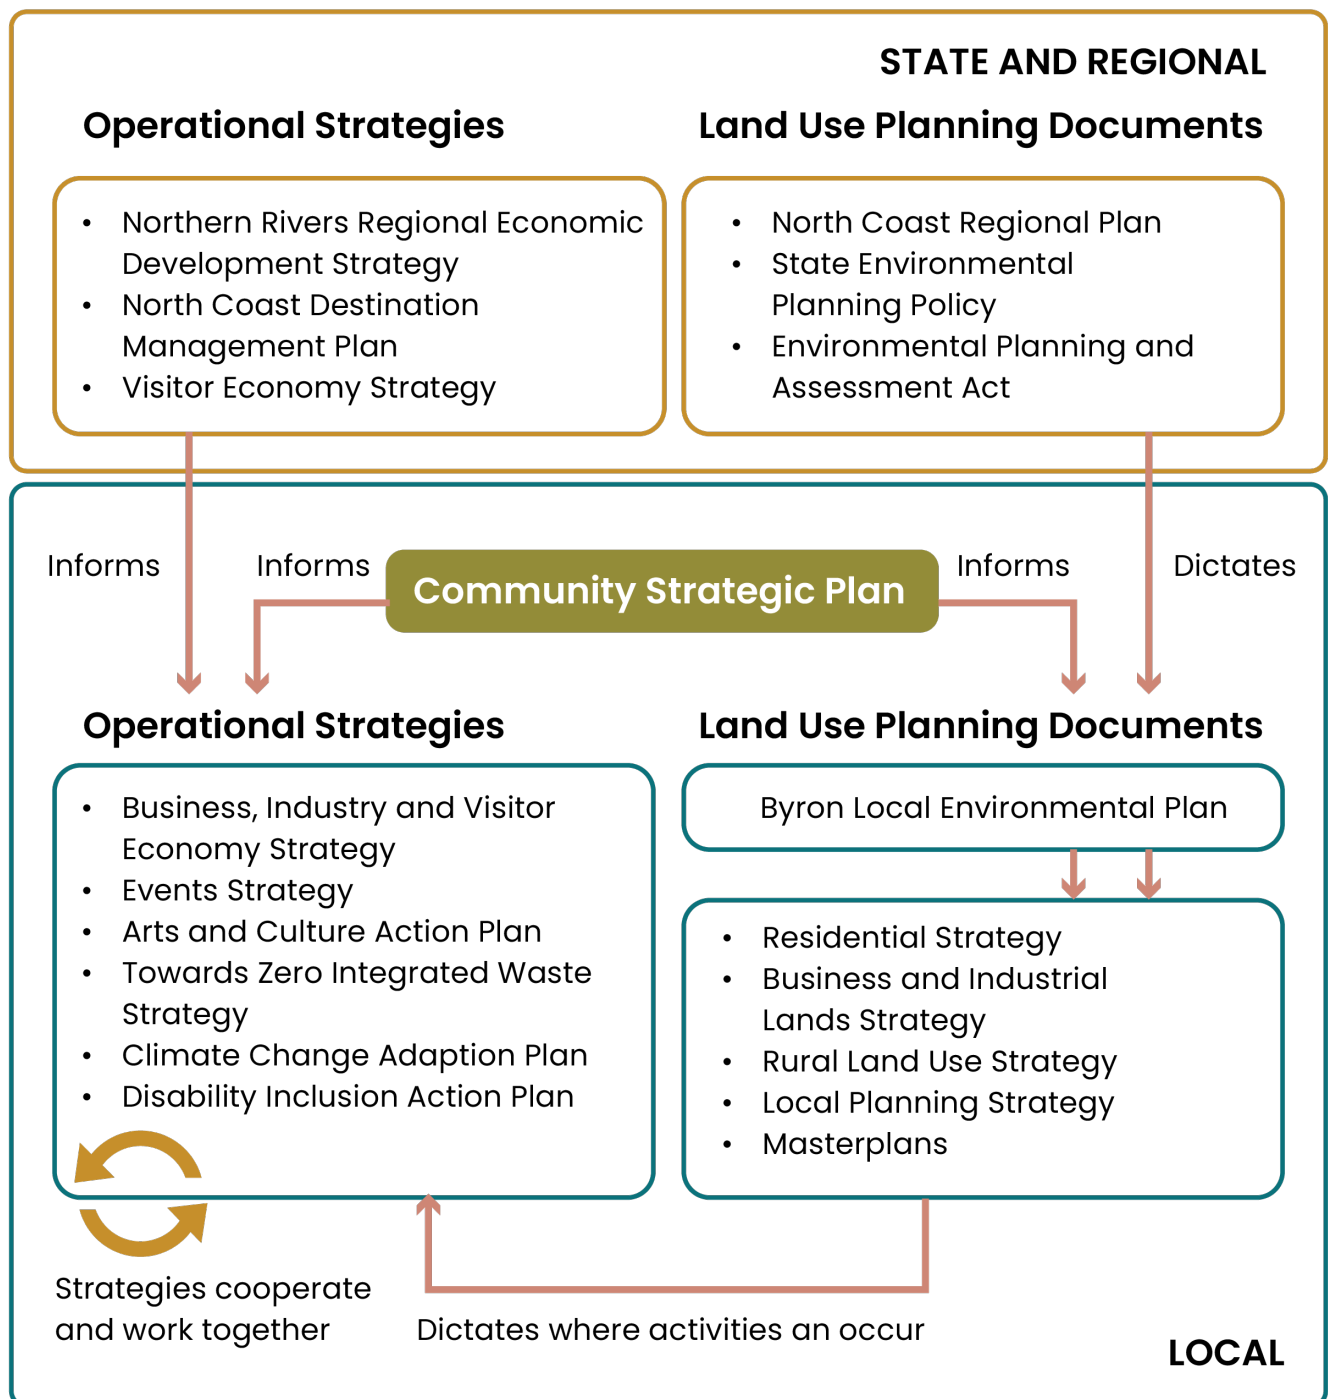 STATE AND REGIONAL
Operational Strategies
• Northern Rivers Regional Economic
Development Strategy
• North Coast Destination
Management Plan
• Visitor Economy Strategy
Land Use Planning Documents
• North Coast Regional Plan
• State Environmental
Planning Policy
• Environmental Planning and
Assessment Act
Informs
Informs
Community Strategic Plan
Informs
Dictates
Operational Strategies
• Business, Industry and Visitor
Economy Strategy
• Events Strategy
• Arts and Culture Action Plan
• Towards Zero Integrated Waste
Strategy
• Climate Change Adaption Plan
• Disability Inclusion Action Plan
Land Use Planning Documents
Byron Local Environmental Plan
• Residential Strategy
• Business and Industrial
Lands Strategy
• Rural Land Use Strategy
• Local Planning Strategy
• Masterplans
Strategies cooperate
and work together
Dictates where activities an occur
LOCAL